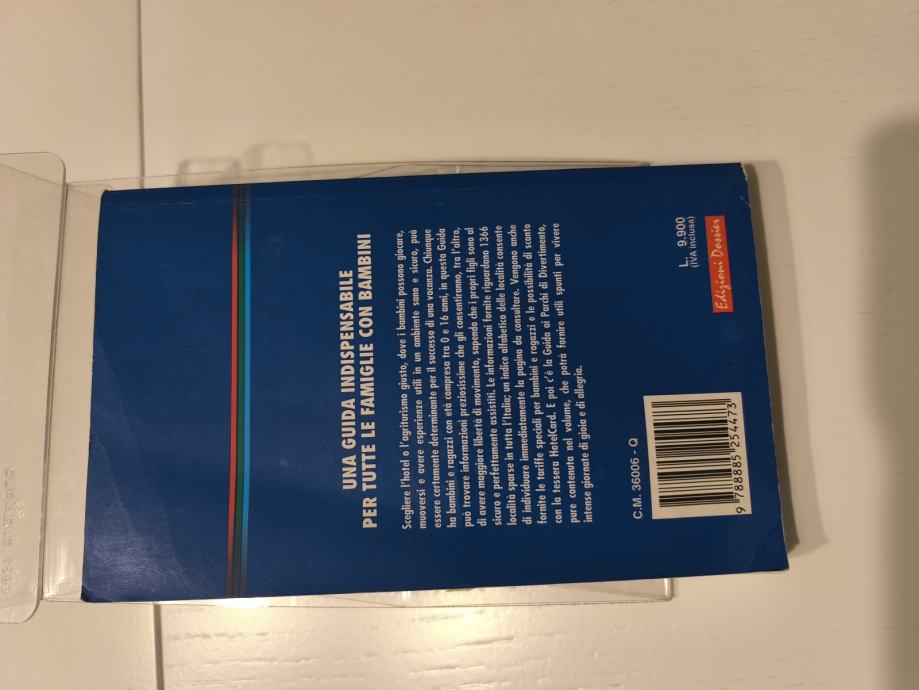 UNA GUIDA INDISPENSABILE
PER TUTTE LE FAMIGLIE CON BAMBINI
Scegliere l'hotel o l'agriturismo giusto, dove i bambini possono giocare,
muoversi e avere esperienze utili in un ambiente sano e sicuro, può
essere certamente determinante per il successo di una vacanza. Chiunque
ha bambini e ragazzi con età compresa tra 0 e 16 anni, in questa Guida
può trovare informazioni preziosissime che gli consentiranno, tra l'altro,
di avere maggiore libertà di movimento, sapendo che i propri figli sono al
sicuro e perfettamente assistiti. Le informazioni fornite riguardano 1366
località sparse in tutta l'Italia; un indice alfabetico delle località consente
di individuare immediatamente la pagina da consultare. Vengono anche
fornite le tariffe speciali per bambini e ragazzi e le possibilità di sconto
con la tessera HotelCard. E poi c'è la Guida ai Parchi di Divertimento,
pure contenuta nel volume, che potrà fornire utili spunti per vivere
intense giornate di gioia e di allegria.
C.M. 36006 - Q
9 788885 254473
L. 9.900
(IVA inclusa)
Edizioni Dossier